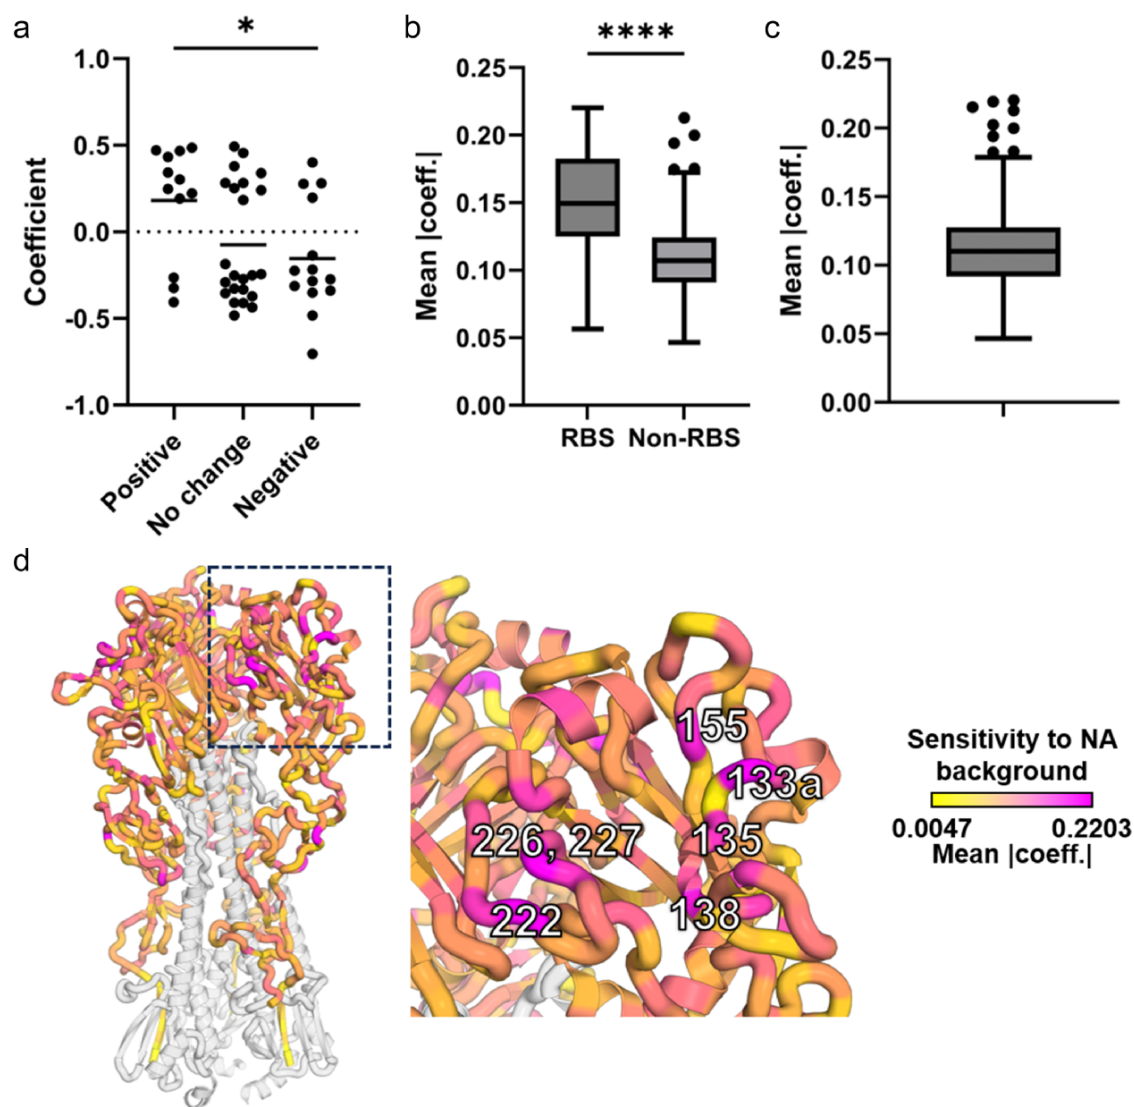 a
*
1.0
0.5
0.0
-0.5
-1.0
Coefficient
Positive
No change
Negative
b
****
0.25
0.20
0.15
0.10
0.05
0.00
Mean |coeff.|
RBS
Non-RBS
c
0.25
0.20
0.15
0.10
0.05
0.00
Mean |coeff.|
d
155
133a
135
138
226, 227
222
Sensitivity to NA
background
0.0047
0.2203
Mean |coeff.|